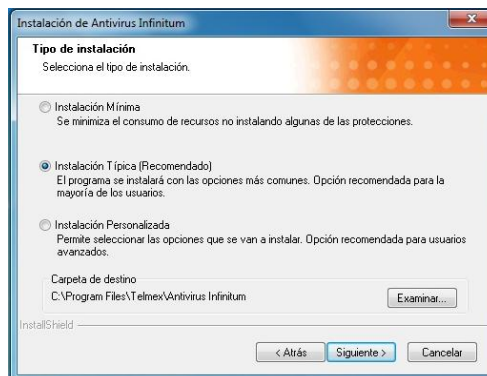 Instalación de Antivirus Infinitum
Tipo de instalación
Selecciona el tipo de instalación.
Instalación Mínima
Se minimiza el consumo de recursos no instalando algunas de las protecciones.
Instalación Típica (Recomendado)
El programa se instalará con las opciones más comunes. Opción recomendada para la
mayoría de los usuarios.
Instalación Personalizada
Permite seleccionar las opciones que se van a instalar. Opción recomendada para usuarios
avanzados.
Carpeta de destino
C:\Program Files\Telmex\Antivirus Infinitum
Examinar...
InstallShield
< Atrás
Siguiente >
Cancelar